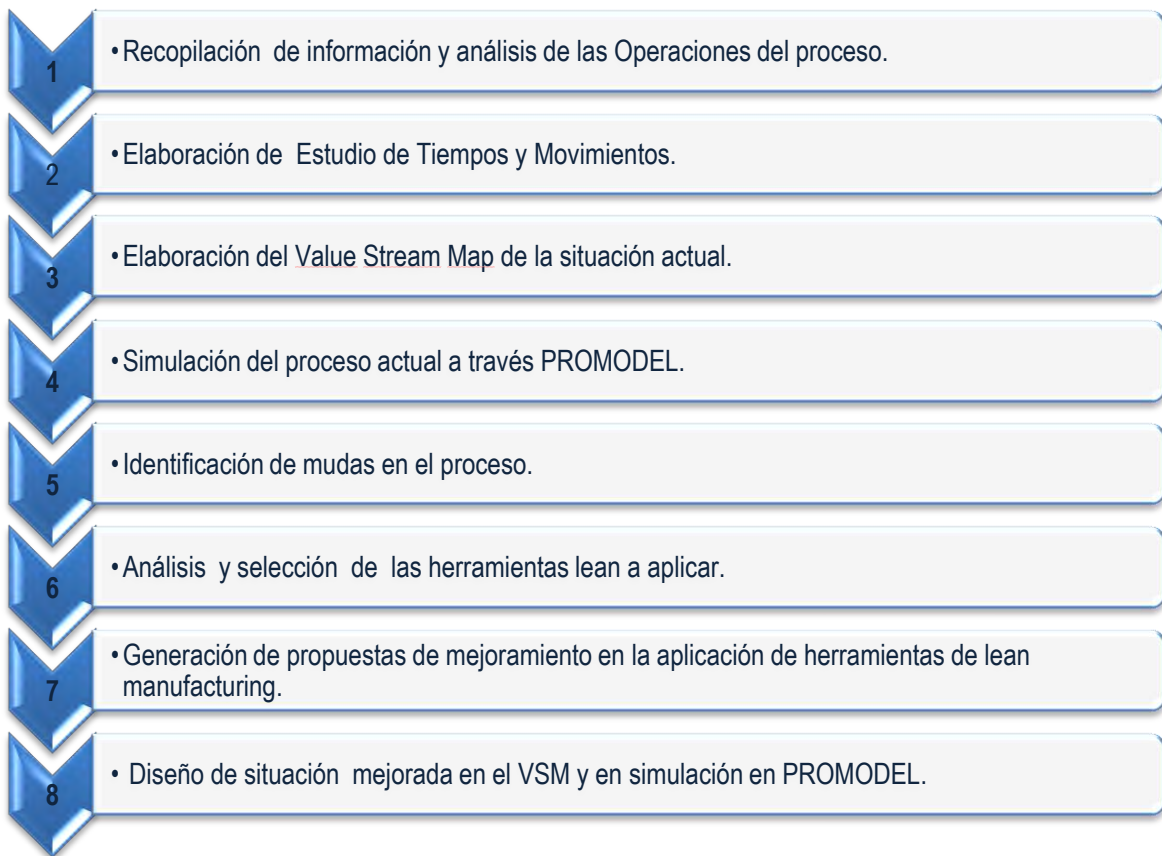 1
•Recopilación de información y análisis de las Operaciones del proceso.
2
•Elaboración de Estudio de Tiempos y Movimientos.
3
•Elaboración del Value Stream Map de la situación actual.
4
•Simulación del proceso actual a través PROMODEL.
5
•Identificación de mudas en el proceso.
6
•Análisis y selección de las herramientas lean a aplicar.
7
•Generación de propuestas de mejoramiento en la aplicación de herramientas de lean
manufacturing.
8
• Diseño de situación mejorada en el VSM y en simulación en PROMODEL.